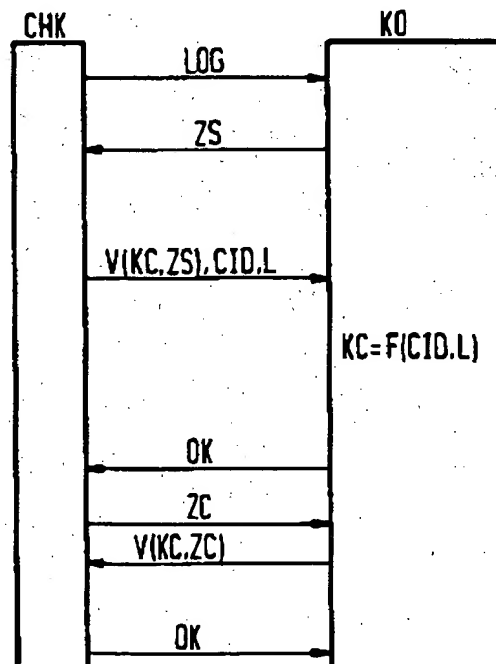 CHK
KO
LOG
ZS
V(KC,ZS),CID,L
KC=F(CID,L)
OK
ZC
V(KC,ZC)
OK